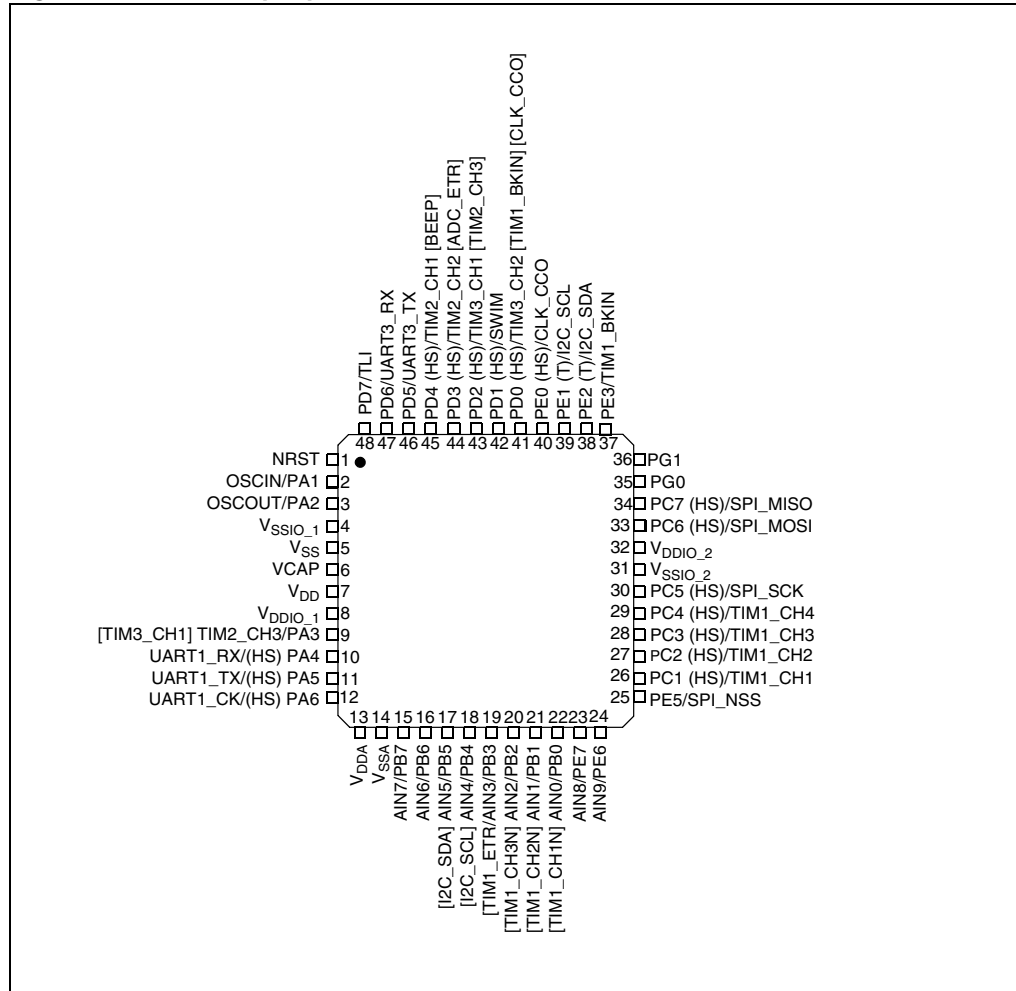 PD7/TLI
PD6/UART3_RX
PD5/UART3_TX
PD4 (HS)/TIM2_CH1 [BEEP]
PD3 (HS)/TIM2_CH2 [ADC_ETR]
PD2 (HS)/TIM3_CH1 [TIM2_CH3]
PD1 (HS)/SWIM
PD0 (HS)/TIM3_CH2 [TIM1_BKIN] [CLK_CCO]
PE0 (HS)/CLK_CCO
PE1 (T)/I2C_SCL
PE2 (T)/I2C_SDA
PE3/TIM1_BKIN
48 47 46 45 44 43 42 41 40 39 38 37
NRST 1
OSCIN/PA1 2
OSCOUT/PA2 3
VSSIO_1 4
VSS 5
VCAP 6
VDD 7
VDDIO_1 8
[TIM3_CH1] TIM2_CH3/PA3 9
UART1_RX/(HS) PA4 10
UART1_TX/(HS) PA5 11
UART1_CK/(HS) PA6 12
36 PG1
35 PG0
34 PC7 (HS)/SPI_MISO
33 PC6 (HS)/SPI_MOSI
32 VDDIO_2
31 VSSIO_2
30 PC5 (HS)/SPI_SCK
29 PC4 (HS)/TIM1_CH4
28 PC3 (HS)/TIM1_CH3
27 PC2 (HS)/TIM1_CH2
26 PC1 (HS)/TIM1_CH1
25 PE5/SPI_NSS
13 14 15 16 17 18 19 20 21 22 23 24
VDDA
VSSA
AIN7/PB7
AIN6/PB6
[I2C_SDA] AIN5/PB5
[I2C_SCL] AIN4/PB4
[TIM1_ETR/AIN3/PB3
[TIM1_CH3N] AIN2/PB2
[TIM1_CH2N] AIN1/PB1
[TIM1_CH1N] AIN0/PB0
AIN8/PE7
AIN9/PE6